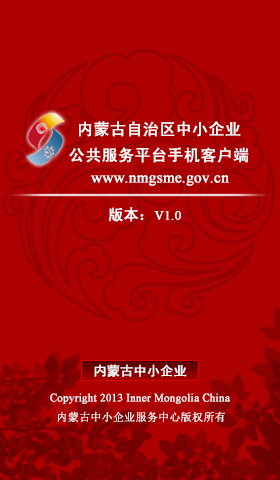 内蒙古自治区中小企业
公共服务平台手机客户端
www.nmgsme.gov.cn
版本：V1.0
内蒙古中小企业
Copyright 2013 Inner Mongolia China
内蒙古中小企业服务中心版权所有